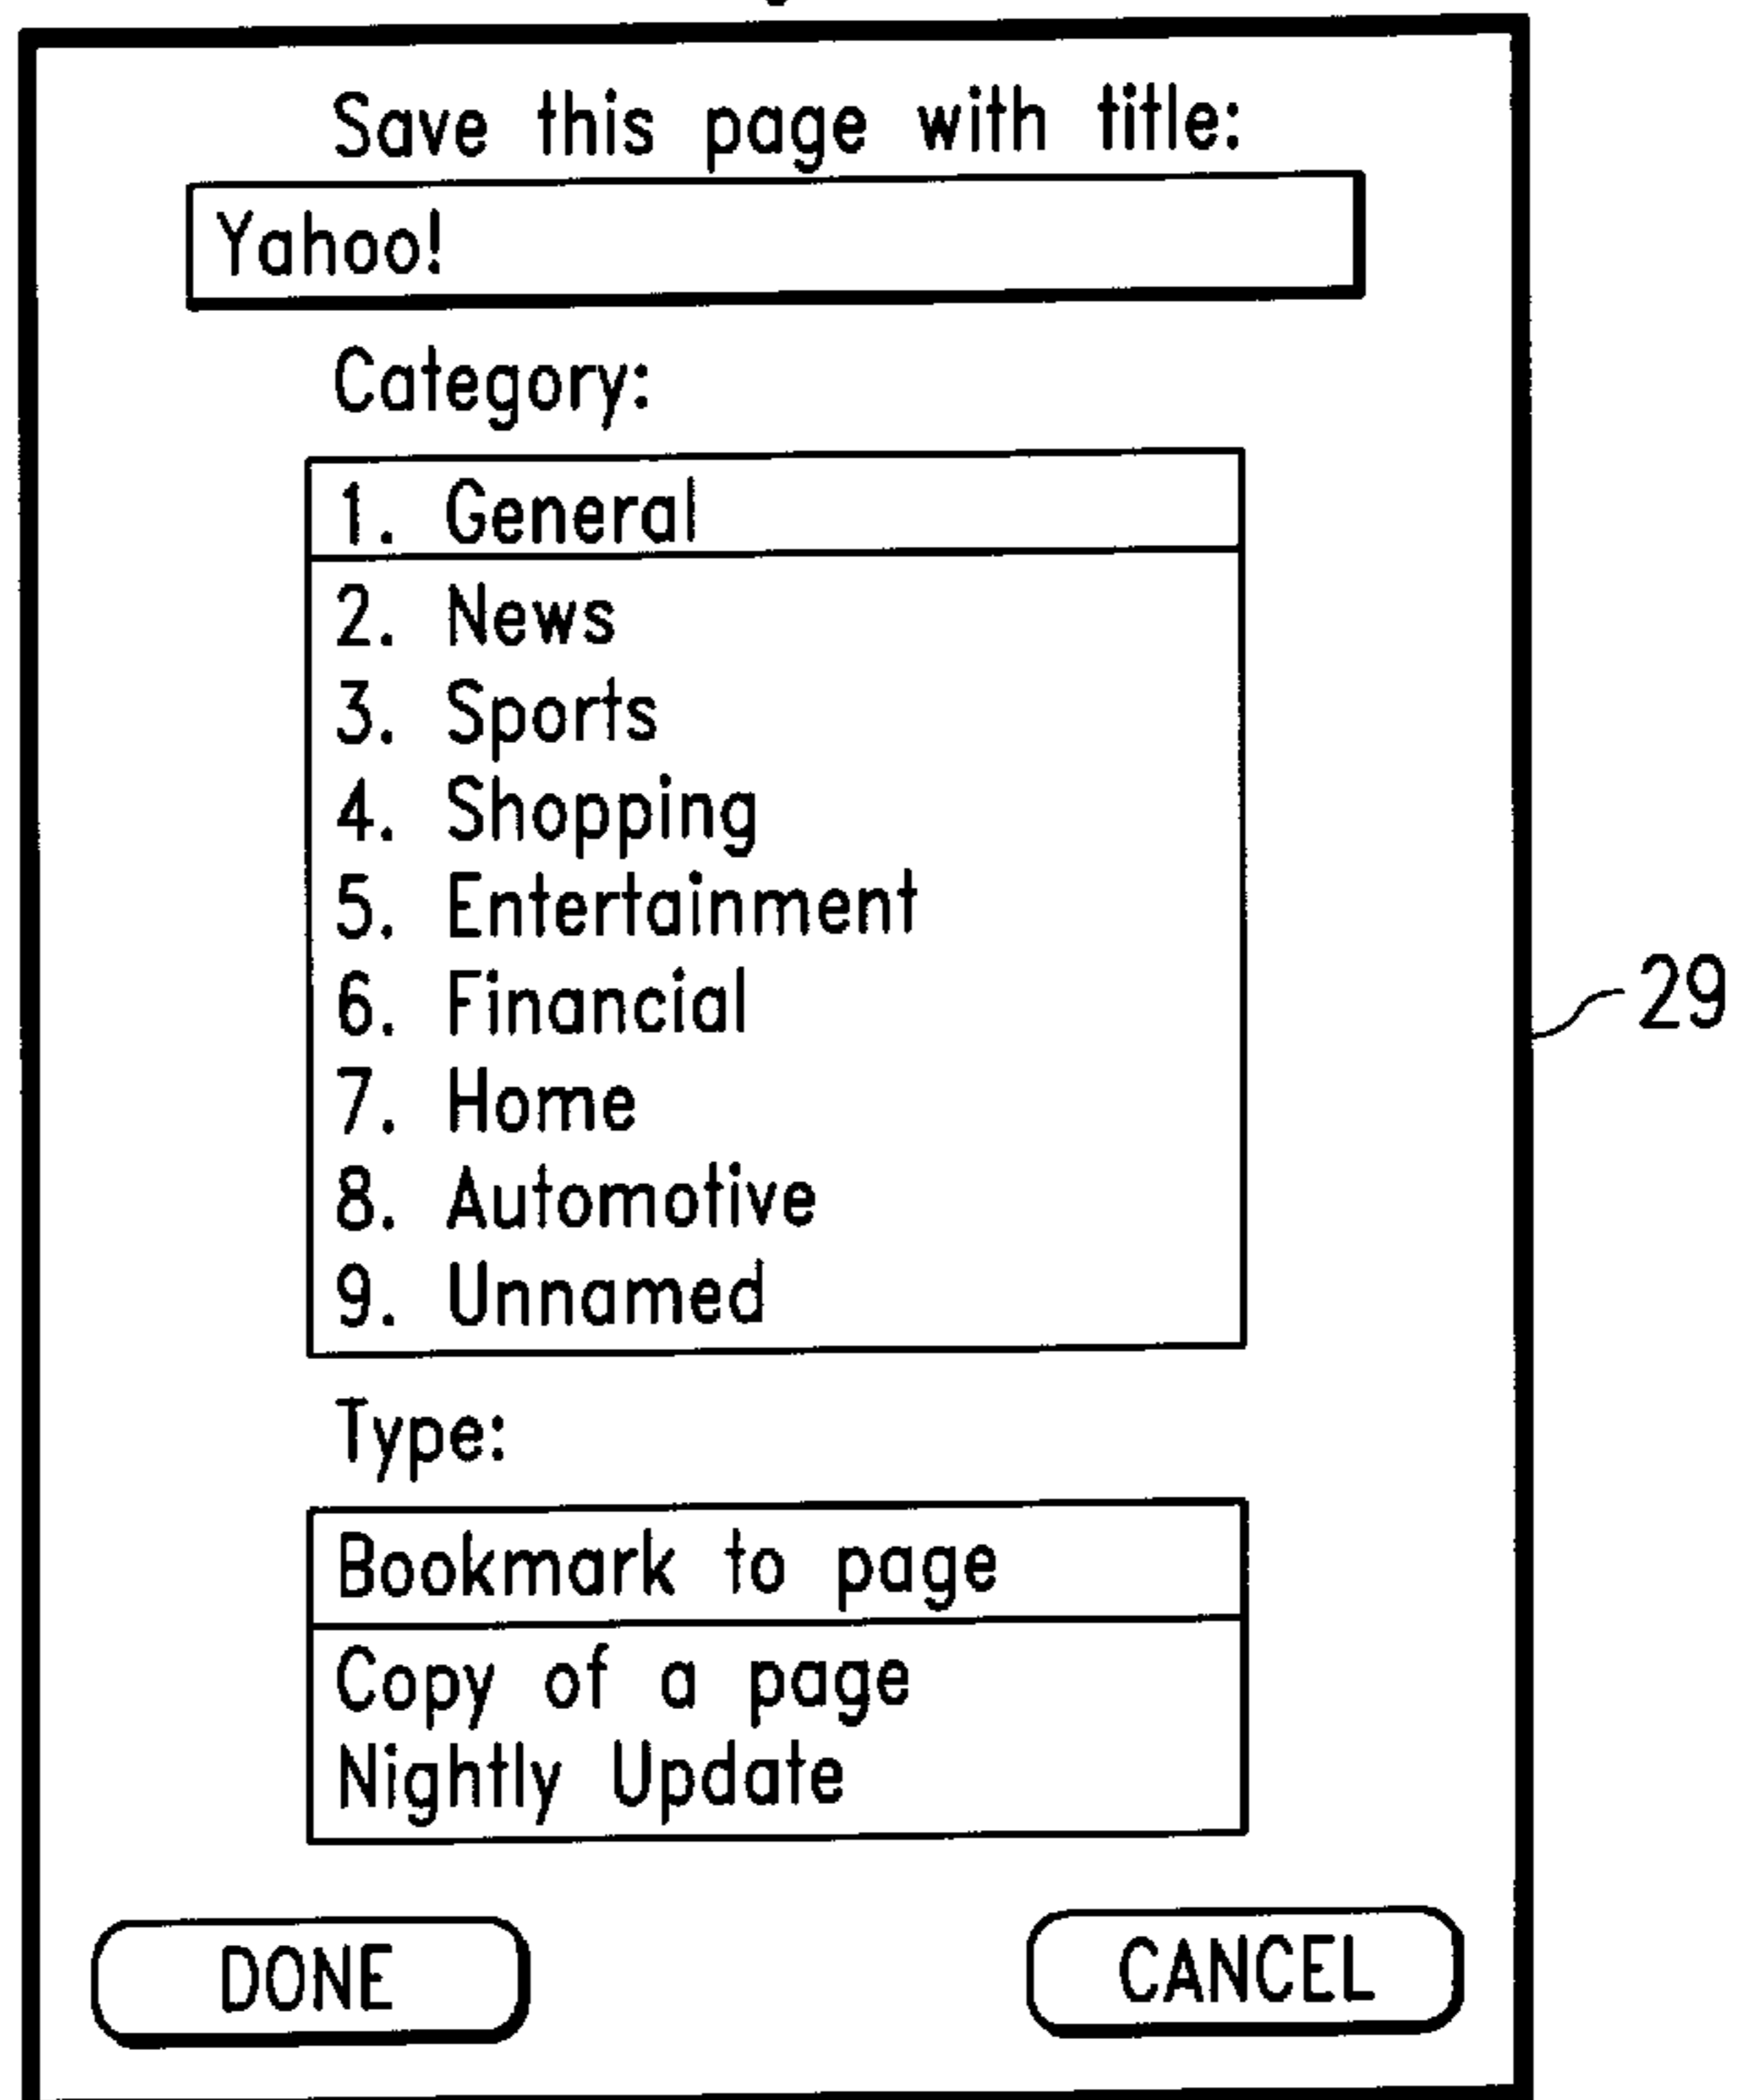 Save this page with title:
Yahoo!
Category:
1. General
2. News
3. Sports
4. Shopping
5. Entertainment
6. Financial
7. Home
8. Automotive
9. Unnamed
29
Type:
Bookmark to page
Copy of a page
Nightly Update
DONE CANCEL